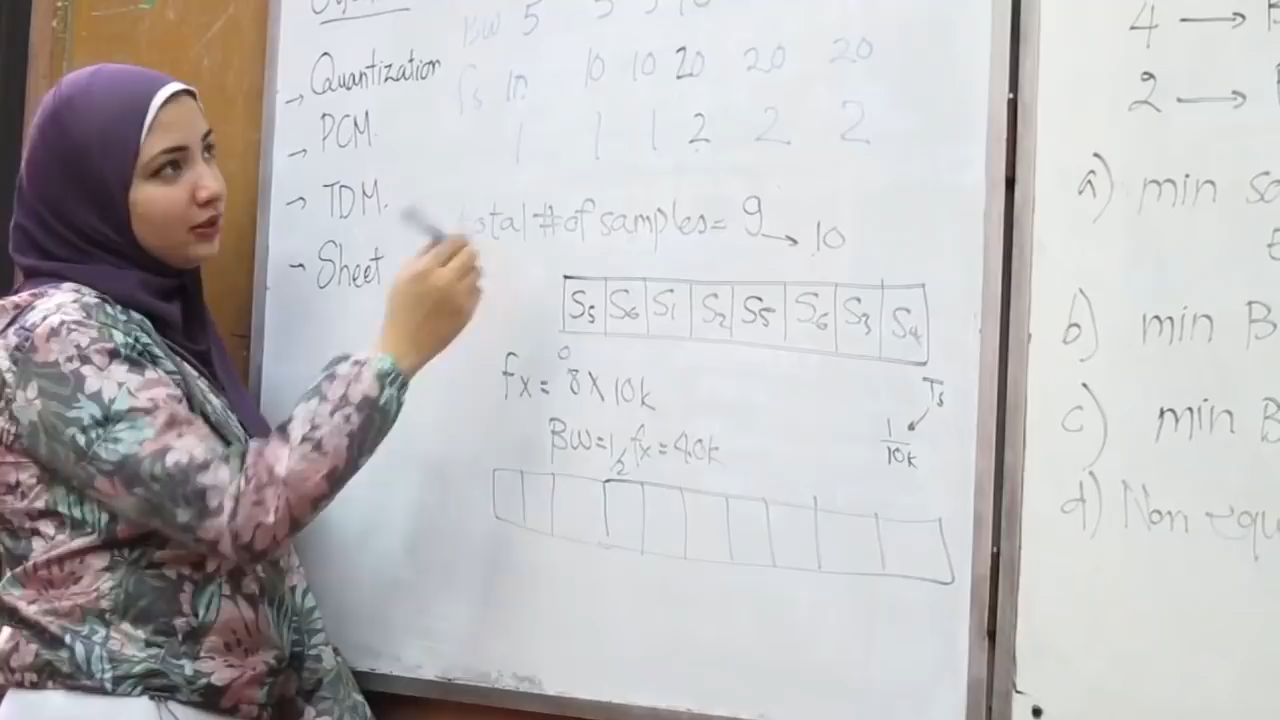 → Quantization
→ PCM.
→ TDM.
→ Sheet
BW 5 5 5 10
fs 10 10 10 20 20 20
1 1 1 2 2 2
total # of samples = 9 → 10
S5 S6 S1 S2 S5 S6 S3 S4
fx = 8 X 10k
Ts
BW = 1/2 fx = 40k
1/10k
4 →
2 →
a) min
b) min B
c) min B
d) Non equ